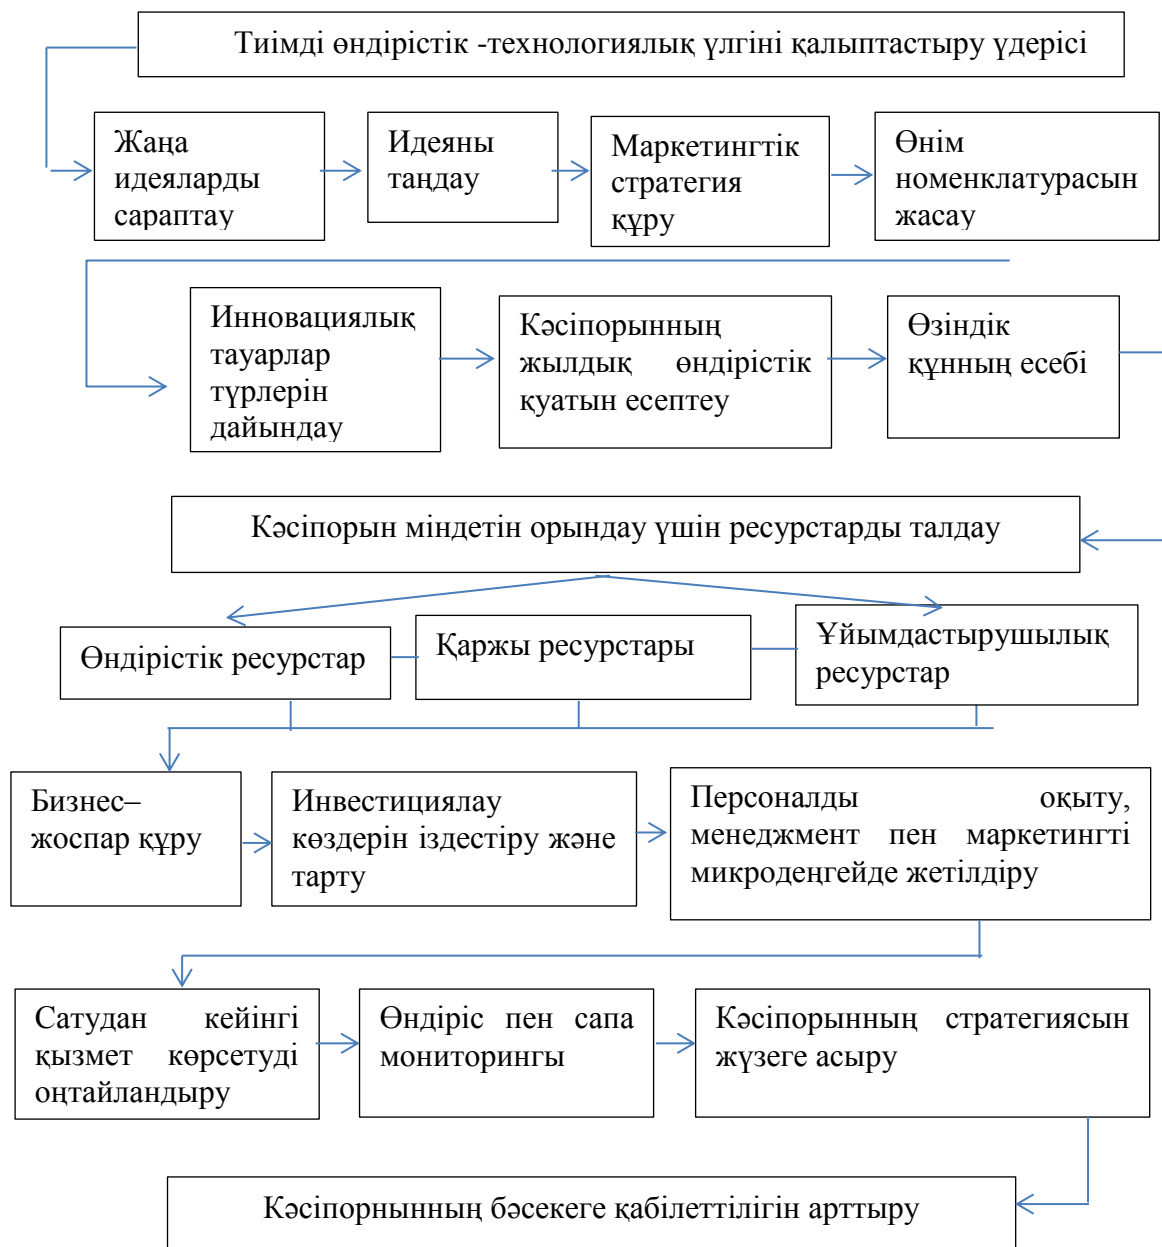 Тиімді өндірістік -технологиялық үлгіні қалыптастыру үдерісі
Жаңа
идеяларды
сараптау
Идеяны
таңдау
Маркетингтік
стратегия
құру
Өнім
номенклатурасын
жасау
Инновациялық
тауарлар
түрлерін
дайындау
Кәсіпорынның
жылдық өндірістік
қуатын есептеу
Өзіндік
құнның есебі
Кәсіпорын міндетін орындау үшін ресурстарды талдау
Өндірістік ресурстар
Қаржы ресурстары
Ұйымдастырушылық
ресурстар
Бизнес–
жоспар құру
Инвестициялау
көздерін іздестіру және
тарту
Персоналды оқыту,
менеджмент пен маркетингті
микродеңгейде жетілдіру
Сатудан кейінгі
қызмет көрсетуді
оңтайландыру
Өндіріс пен сапа
мониторингы
Кәсіпорынның стратегиясын
жүзеге асыру
Кәсіпорнынның бәсекеге қабілеттілігін арттыру